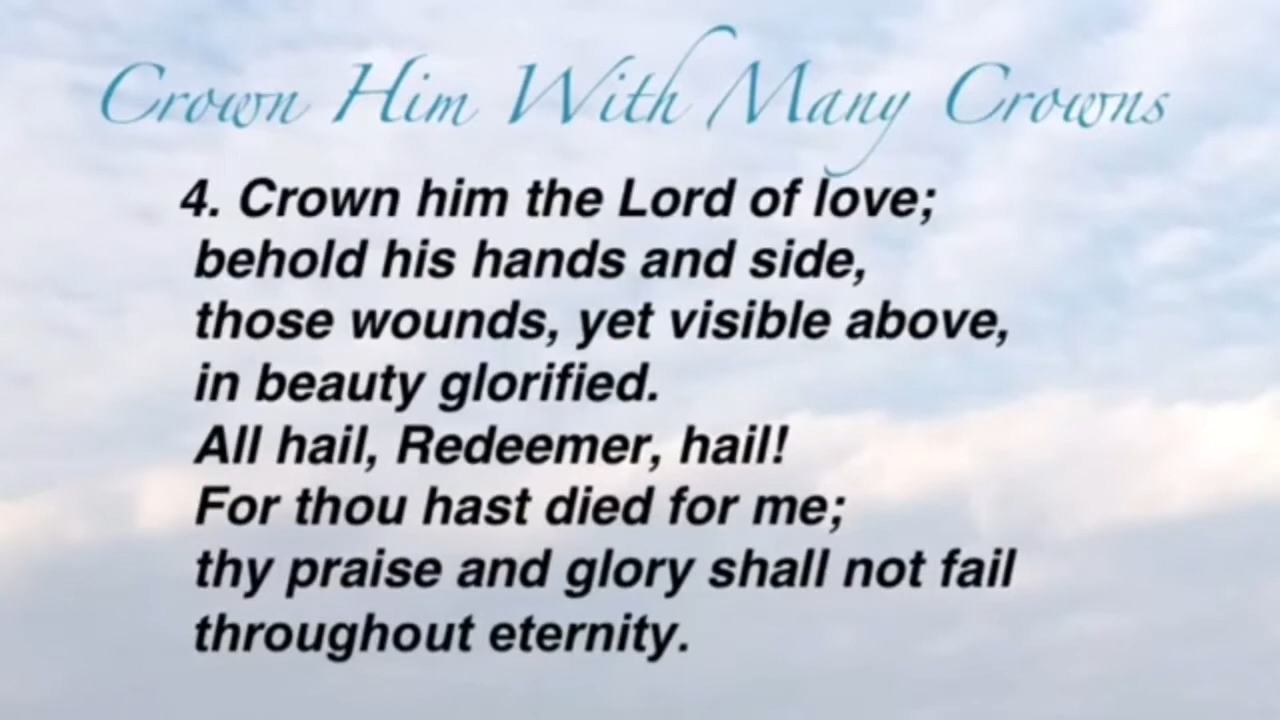 Crown Him With Many Crowns
4. Crown him the Lord of love;
behold his hands and side,
those wounds, yet visible above,
in beauty glorified.
All hail, Redeemer, hail!
For thou hast died for me;
thy praise and glory shall not fail
throughout eternity.